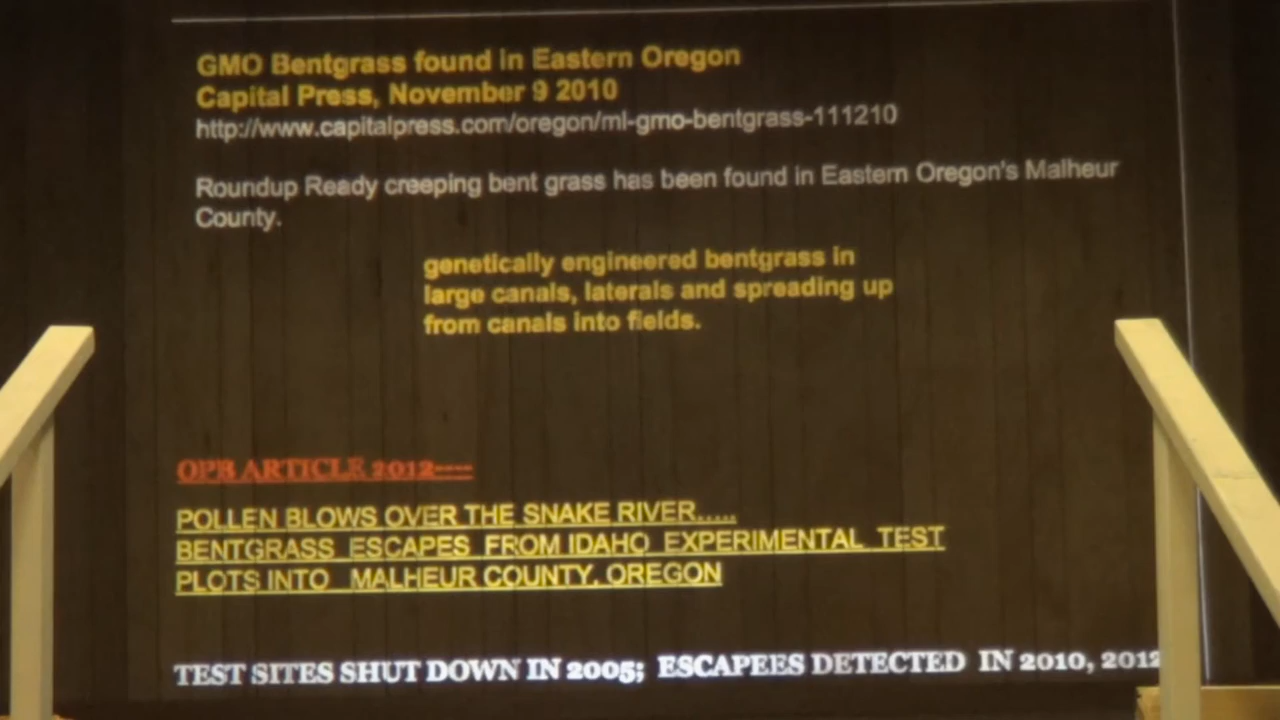 GMO Bentgrass found in Eastern Oregon
Capital Press, November 9 2010
http://www.capitalpress.com/oregon/ml-gmo-bentgrass-111210
Roundup Ready creeping bent grass has been found in Eastern Oregon's Malheur
County.
genetically engineered bentgrass in
large canals, laterals and spreading up
from canals into fields.
OPB ARTICLE 2012----
POLLEN BLOWS OVER THE SNAKE RIVER.....
BENTGRASS ESCAPES FROM IDAHO EXPERIMENTAL TEST
PLOTS INTO MALHEUR COUNTY, OREGON
TEST SITES SHUT DOWN IN 2005; ESCAPEES DETECTED IN 2010, 2012